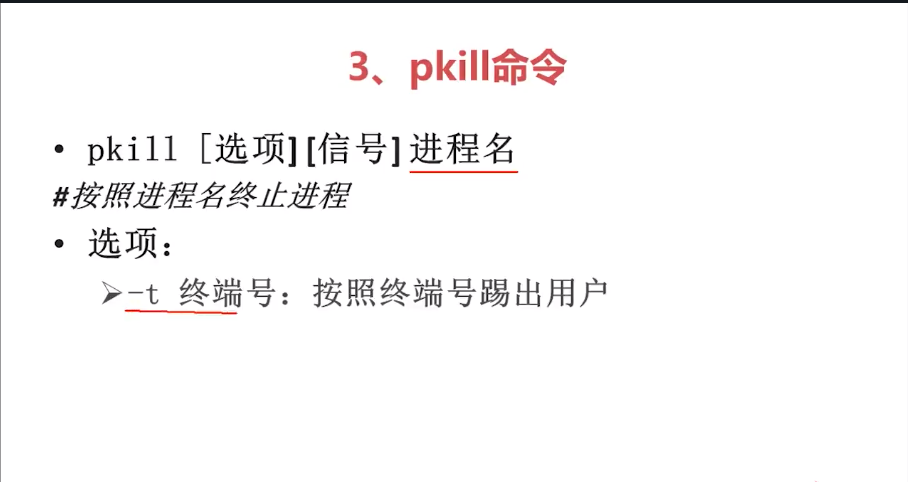 3、pkill命令
• pkill [选项][信号]进程名
#按照进程名终止进程
• 选项：
➢-t 终端号：按照终端号踢出用户